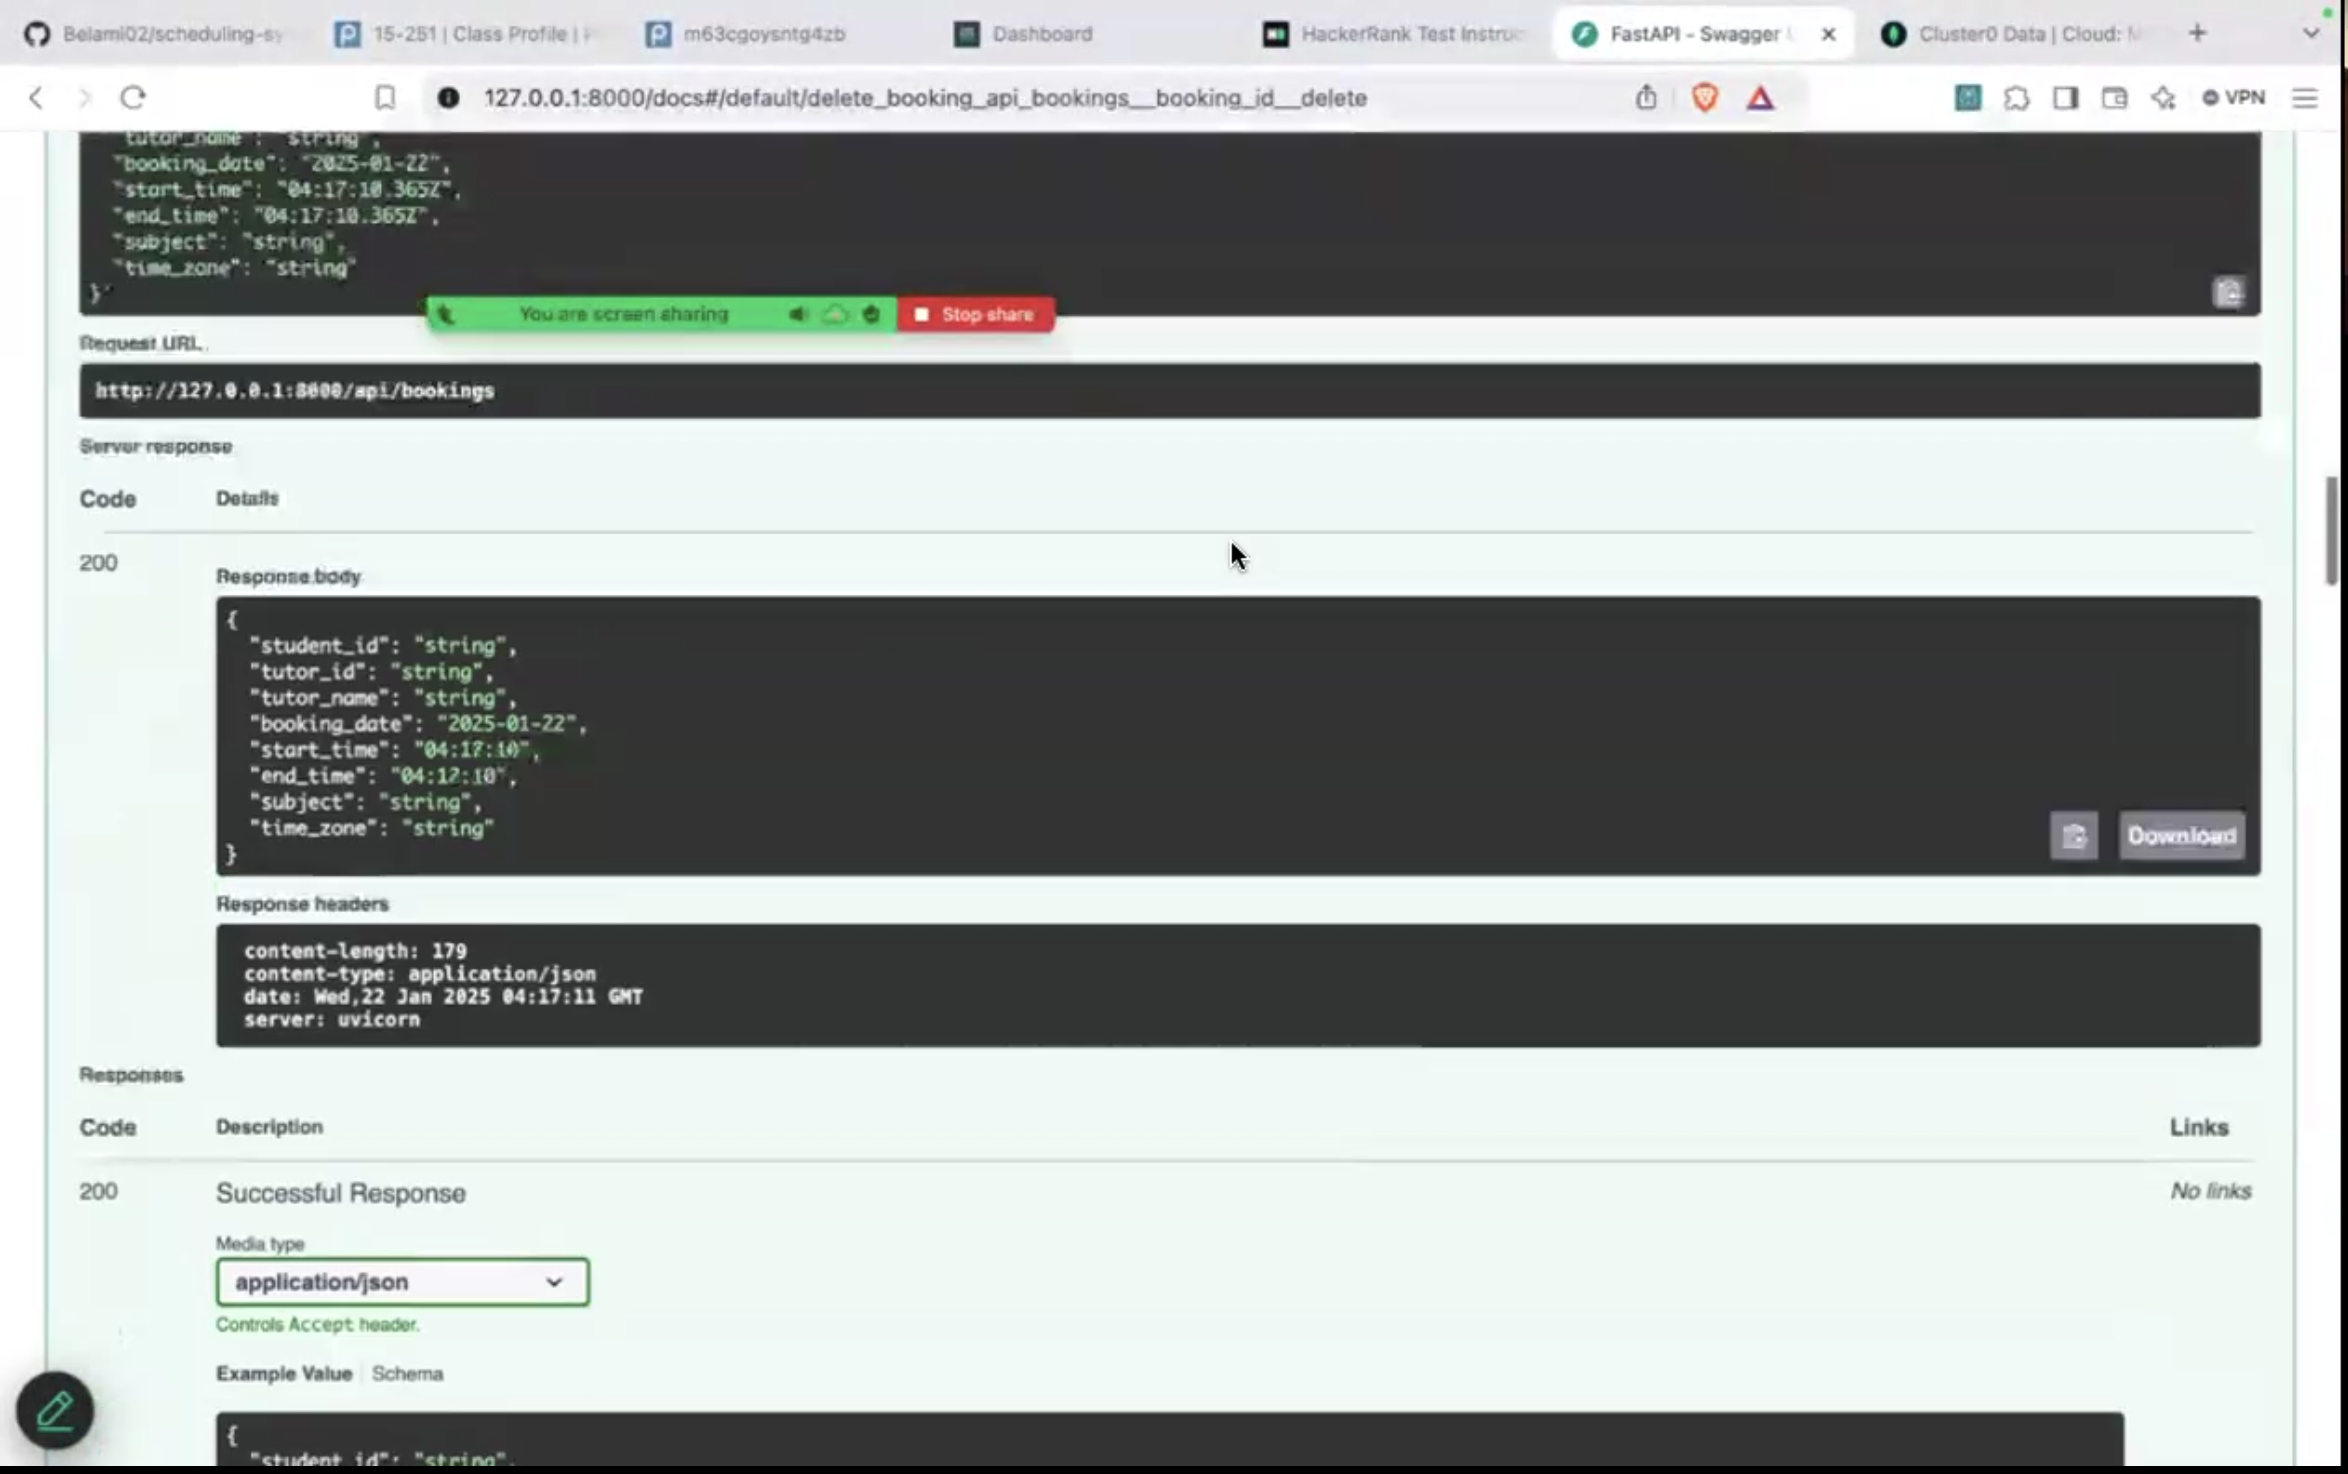 Belami02/scheduling-sy
15-251 | Class Profile |
m63cgoysntg4zb
Dashboard
HackerRank Test Instruc
FastAPI - Swagger
Cluster0 Data | Cloud:
127.0.0.1:8000/docs#/default/delete_booking_api_bookings__booking_id__delete
VPN
"tutor_name": "string",
"booking_date": "2025-01-22",
"start_time": "04:17:10.365Z",
"end_time": "04:17:10.365Z",
"subject": "string",
"time_zone": "string"
}'
You are screen sharing
Stop share
Request URL
http://127.0.0.1:8000/api/bookings
Server response
Code
Details
200
Response body
{
"student_id": "string",
"tutor_id": "string",
"tutor_name": "string",
"booking_date": "2025-01-22",
"start_time": "04:17:10",
"end_time": "04:17:10",
"subject": "string",
"time_zone": "string"
}
Download
Response headers
content-length: 179
content-type: application/json
date: Wed,22 Jan 2025 04:17:11 GMT
server: uvicorn
Responses
Code
Description
Links
200
Successful Response
No links
Media type
application/json
Controls Accept header.
Example Value
Schema
{
"student_id": "string",